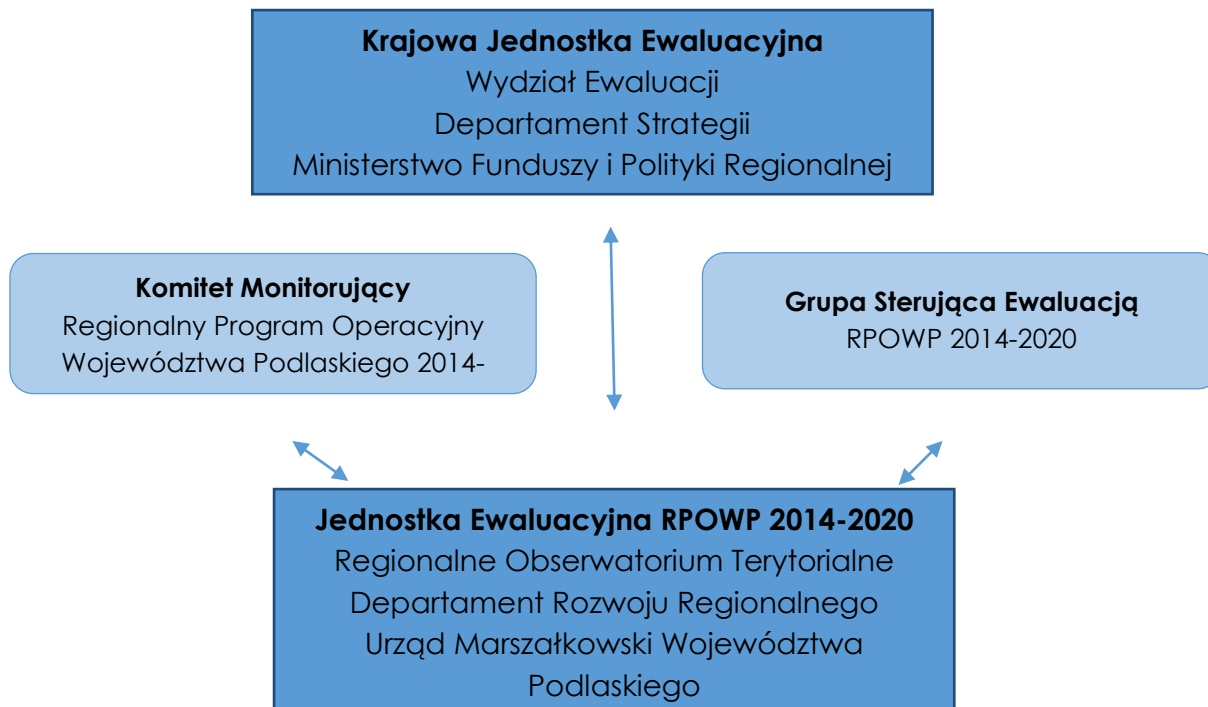 Krajowa Jednostka Ewaluacyjna
Wydział Ewaluacji
Departament Strategii
Ministerstwo Funduszy i Polityki Regionalnej
Komitet Monitorujący
Regionalny Program Operacyjny
Województwa Podlaskiego 2014-
Grupa Sterująca Ewaluacją
RPOWP 2014-2020
Jednostka Ewaluacyjna RPOWP 2014-2020
Regionalne Obserwatorium Terytorialne
Departament Rozwoju Regionalnego
Urząd Marszałkowski Województwa
Podlaskiego